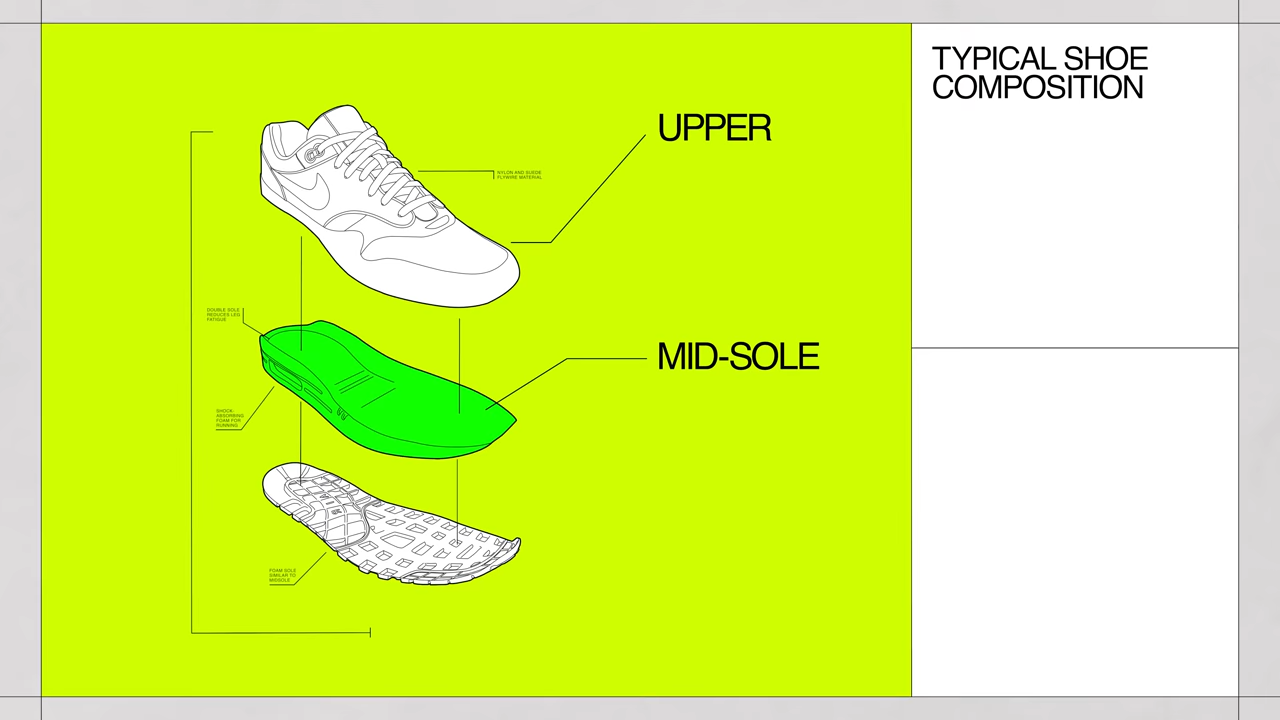 TYPICAL SHOE
COMPOSITION
UPPER
NYLON AND SUEDE
FLYWIRE MATERIAL
DOUBLE SOLE
REDUCES LEG
FATIGUE
MID-SOLE
SHOCK-
ABSORBING
FOAM FOR
RUNNING
FOAM SOLE
SIMILAR TO
MIDSOLE